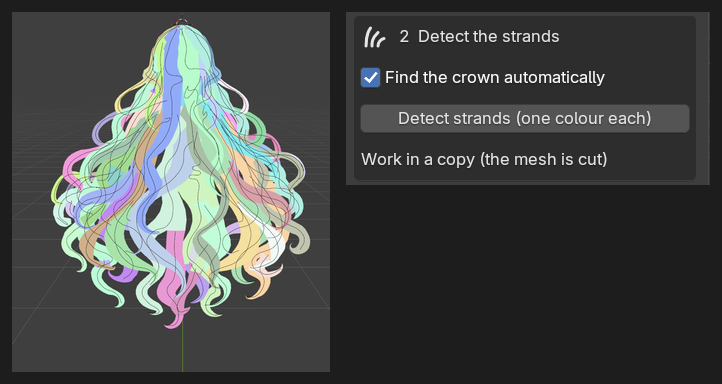 2 Detect the strands
Find the crown automatically
Detect strands (one colour each)
Work in a copy (the mesh is cut)